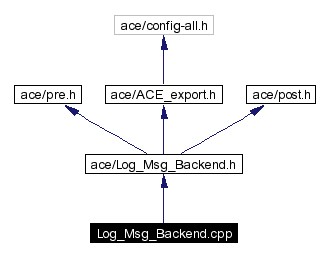 ace/config-all.h
ace/pre.h
ace/ACE_export.h
ace/post.h
ace/Log_Msg_Backend.h
Log_Msg_Backend.cpp